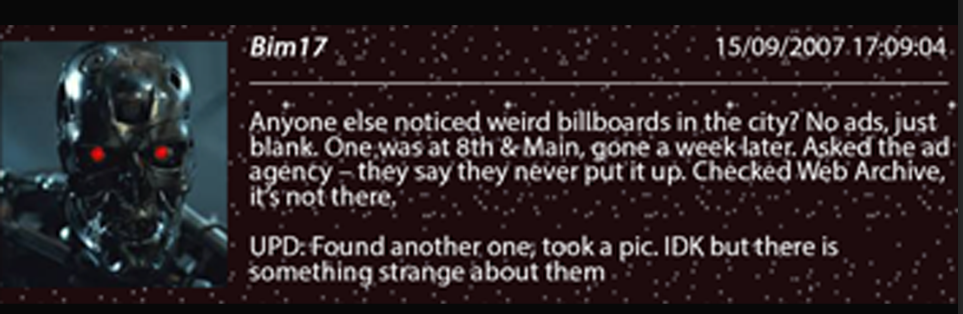 Bim17
15/09/2007 17:09:04
Anyone else noticed weird billboards in the city? No ads, just
blank. One was at 8th & Main, gone a week later. Asked the ad
agency – they say they never put it up. Checked Web Archive,
it's not there.
UPD: Found another one, took a pic. IDK but there is
something strange about them